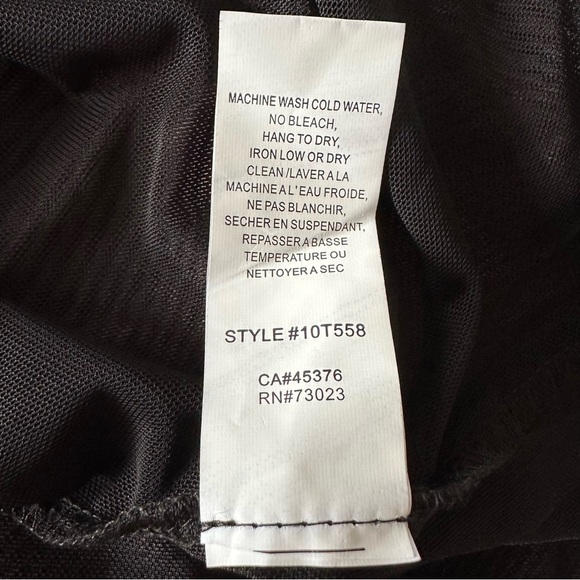 MACHINE WASH COLD WATER,
NO BLEACH,
HANG TO DRY,
IRON LOW OR DRY
CLEAN /LAVER A LA
MACHINE A L'EAU FROIDE,
NE PAS BLANCHIR,
SECHER EN SUSPENDANT,
REPASSER A BASSE
TEMPERATURE OU
NETTOYER A SEC
STYLE #10T558
CA#45376
RN#73023